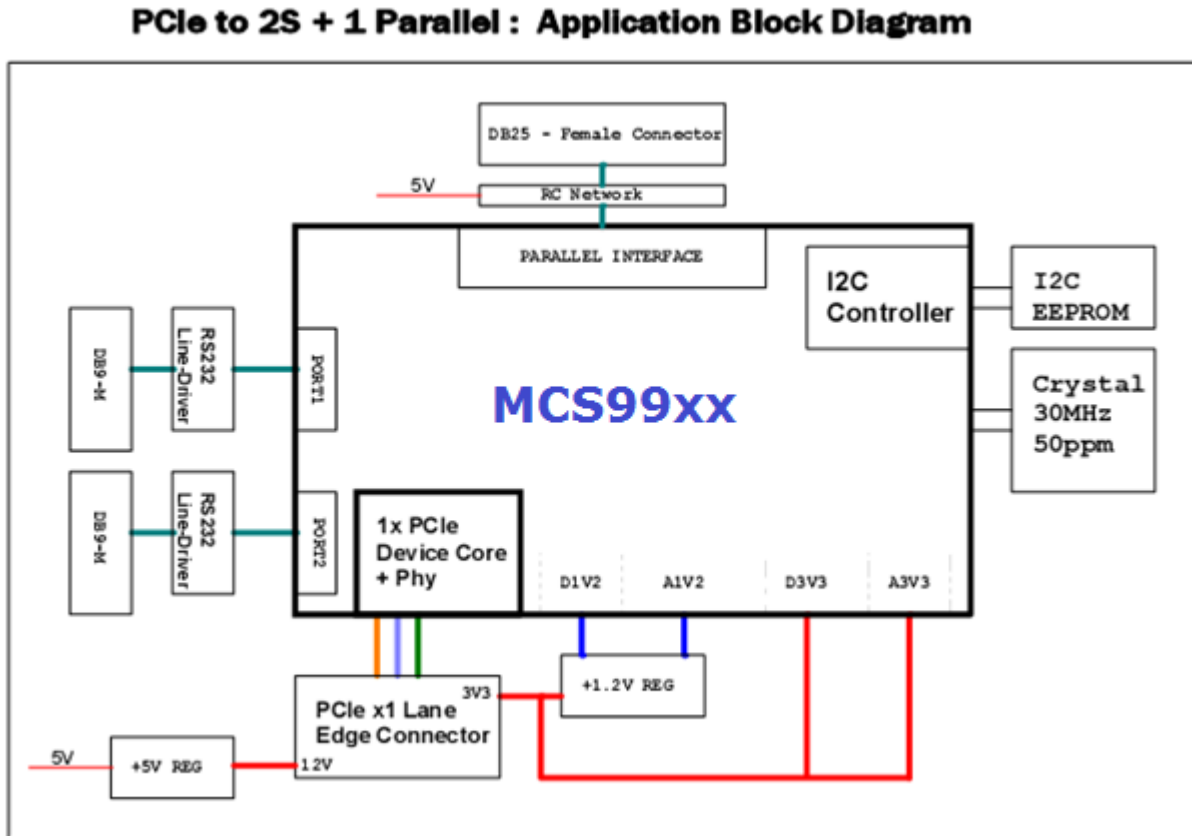 PCIe to 2S + 1 Parallel : Application Block Diagram
DB25 - Female Connector
5V
RC Network
PARALLEL INTERFACE
I2C
Controller
I2C
EEPROM
DB9-M
RS232
Line-Driver
PORT1
MCS99xx
Crystal
30MHz
50ppm
DB9-M
RS232
Line-Driver
PORT2
1x PCIe
Device Core
+ Phy
D1V2
A1V2
D3V3
A3V3
3V3
PCIe x1 Lane
Edge Connector
12V
+1.2V REG
5V
+5V REG